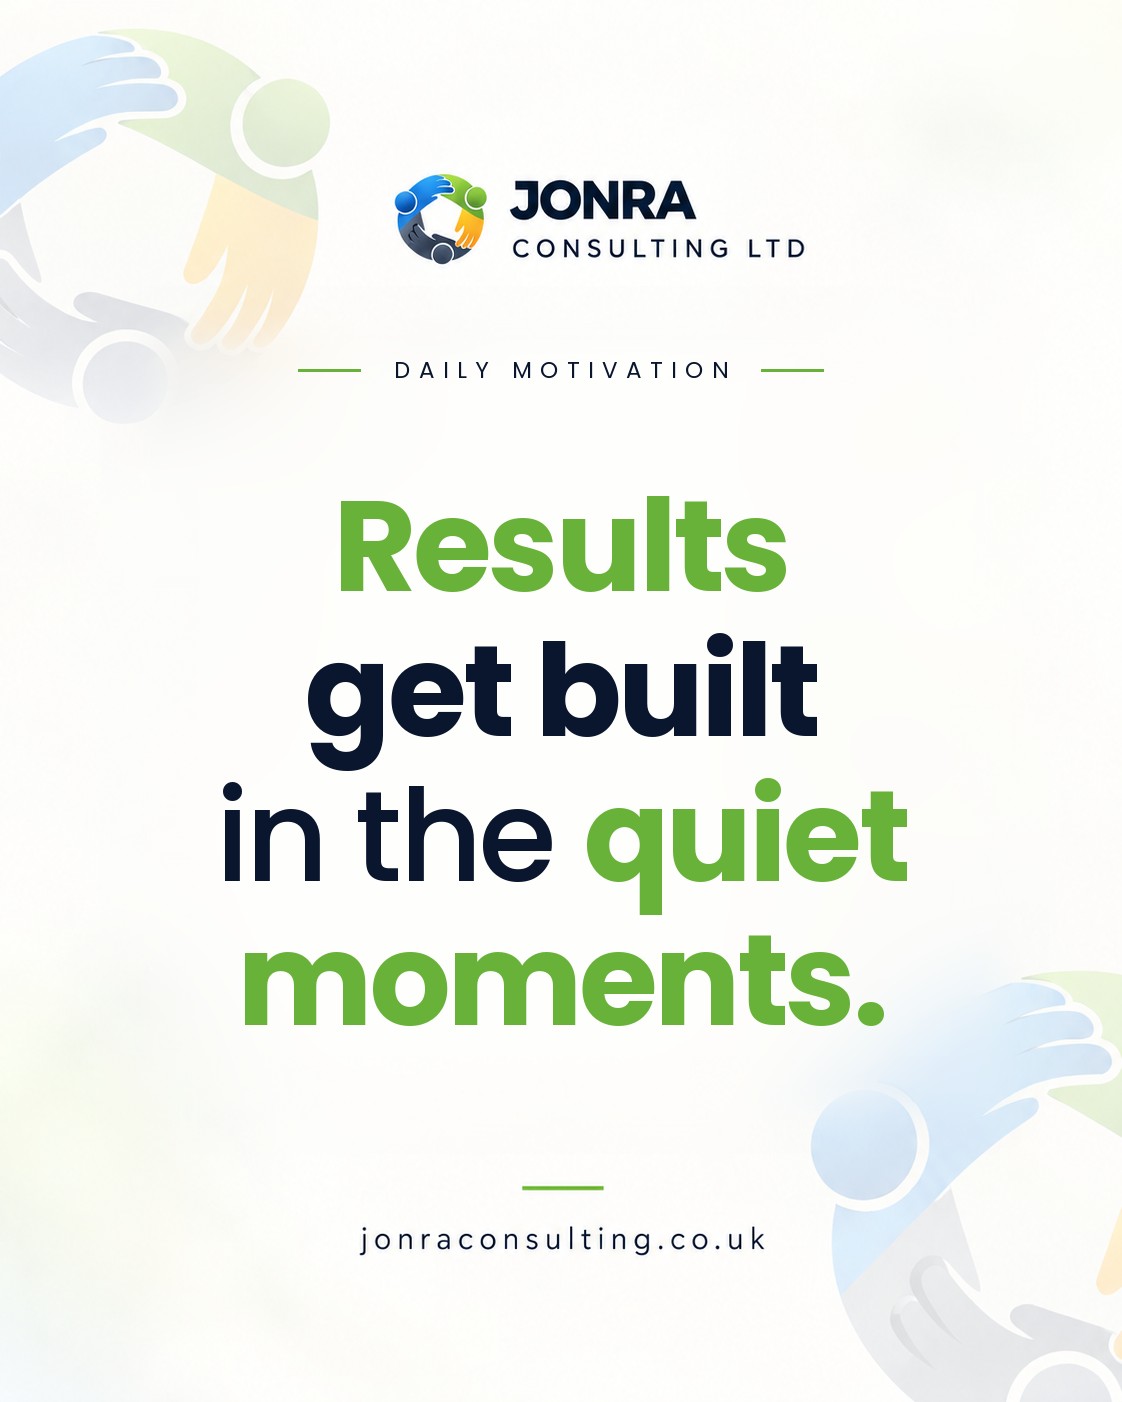 JONRA
CONSULTING LTD
DAILY MOTIVATION
Results
get built
in the quiet
moments.
jonraconsulting.co.uk